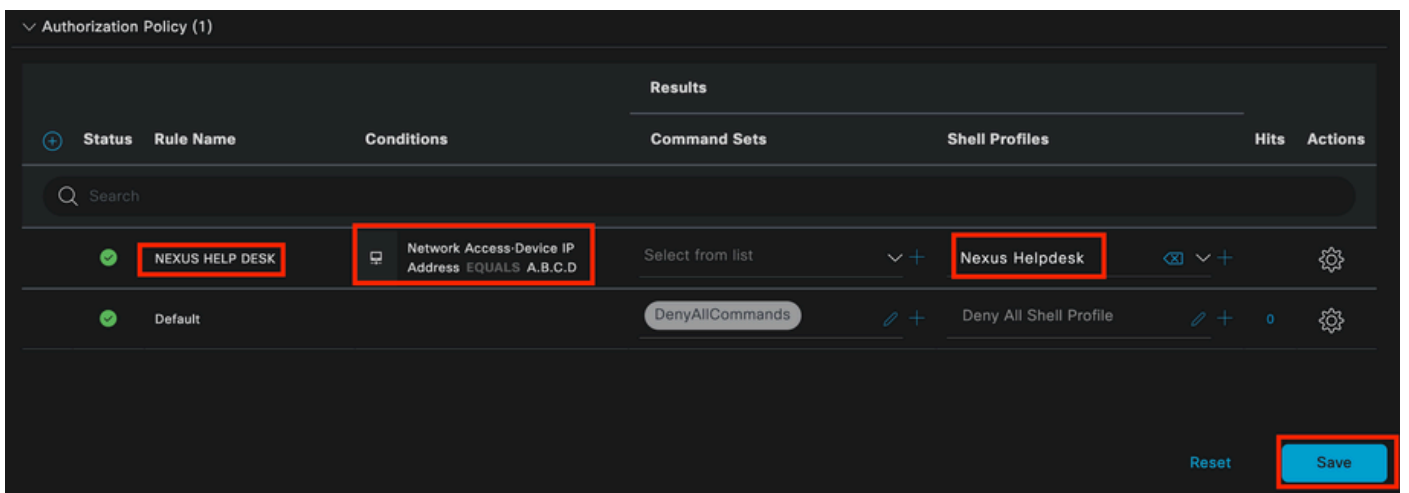 Authorization Policy (1)
Results
Status Rule Name Conditions Command Sets Shell Profiles Hits Actions
Search
NEXUS HELP DESK
Network Access·Device IP
Address EQUALS A.B.C.D
Select from list
Nexus Helpdesk
Default
DenyAllCommands
Deny All Shell Profile
0
Reset
Save